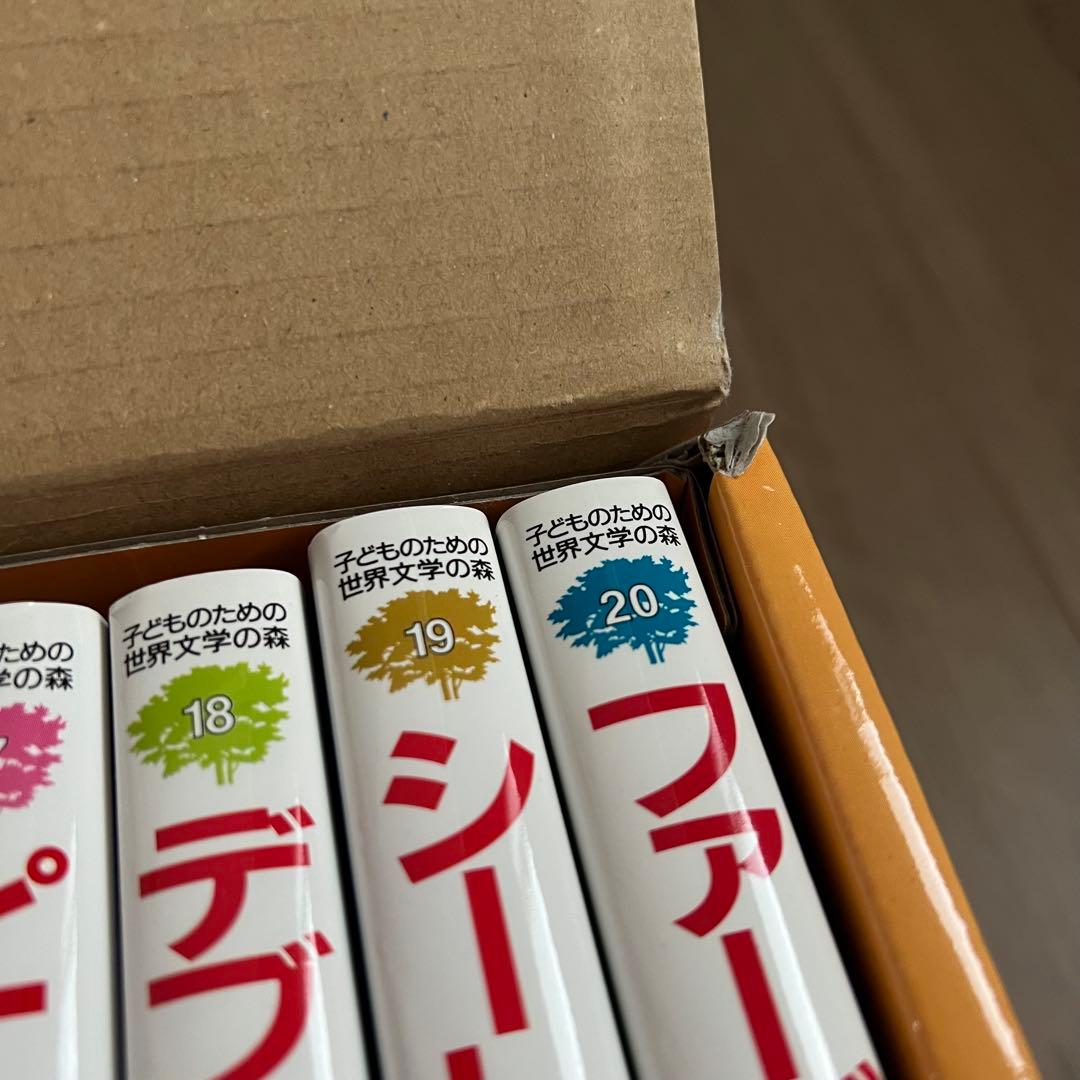 ための
学の森
ピー
子どものための
世界文学の森
18
デブ
子どものための
世界文学の森
19
シー
子どものための
世界文学の森
20
ファー